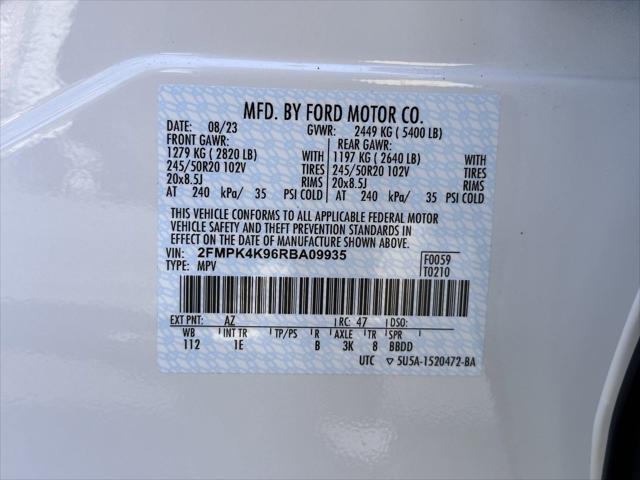 MFD. BY FORD MOTOR CO.
DATE: 08/23 GVWR: 2449 KG ( 5400 LB)
FRONT GAWR: REAR GAWR:
1279 KG ( 2820 LB) WITH 1197 KG ( 2640 LB) WITH
245/50R20 102V TIRES 245/50R20 102V TIRES
20x8.5J RIMS 20x8.5J RIMS
AT 240 kPa/ 35 PSI COLD AT 240 kPa/ 35 PSI COLD
THIS VEHICLE CONFORMS TO ALL APPLICABLE FEDERAL MOTOR
VEHICLE SAFETY AND THEFT PREVENTION STANDARDS IN
EFFECT ON THE DATE OF MANUFACTURE SHOWN ABOVE.
VIN: 2FMPK4K96RBA09935 F0059
TYPE: MPV T0210
EXT PNT: AZ RC: 47 DSO:
WB INT TR TP/PS R AXLE TR SPR
112 1E B 3K 8 BBDD
UTC ▽ 5U5A-1520472-BA